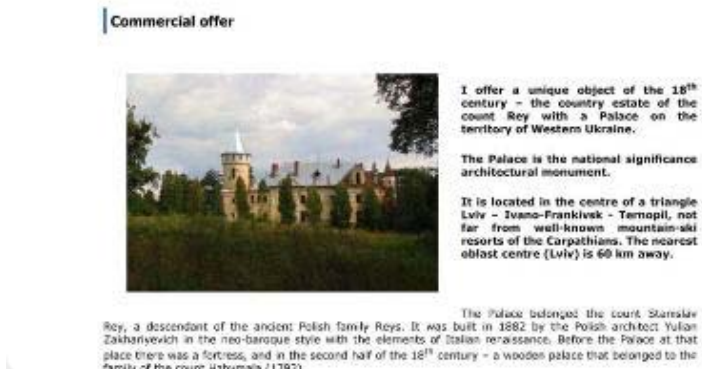 Commercial offer
I offer a unique object of the 18th
century – the country estate of the
count Rey with a Palace on the
territory of Western Ukraine.
The Palace is the national significance
architectural monument.
It is located in the centre of a triangle
Lviv – Ivano-Frankivsk - Ternopil, not
far from well-known mountain-ski
resorts of the Carpathians. The nearest
oblast centre (Lviv) is 60 km away.
The Palace belonged the count Stanislav
Rey, a descendant of the ancient Polish family Reys. It was built in 1882 by the Polish architect Yulian
Zakhariyevich in the neo-baroque style with the elements of Italian renaissance. Before the Palace at that
place there was a fortress, and in the second half of the 18th century – a wooden palace that belonged to the
family of the count